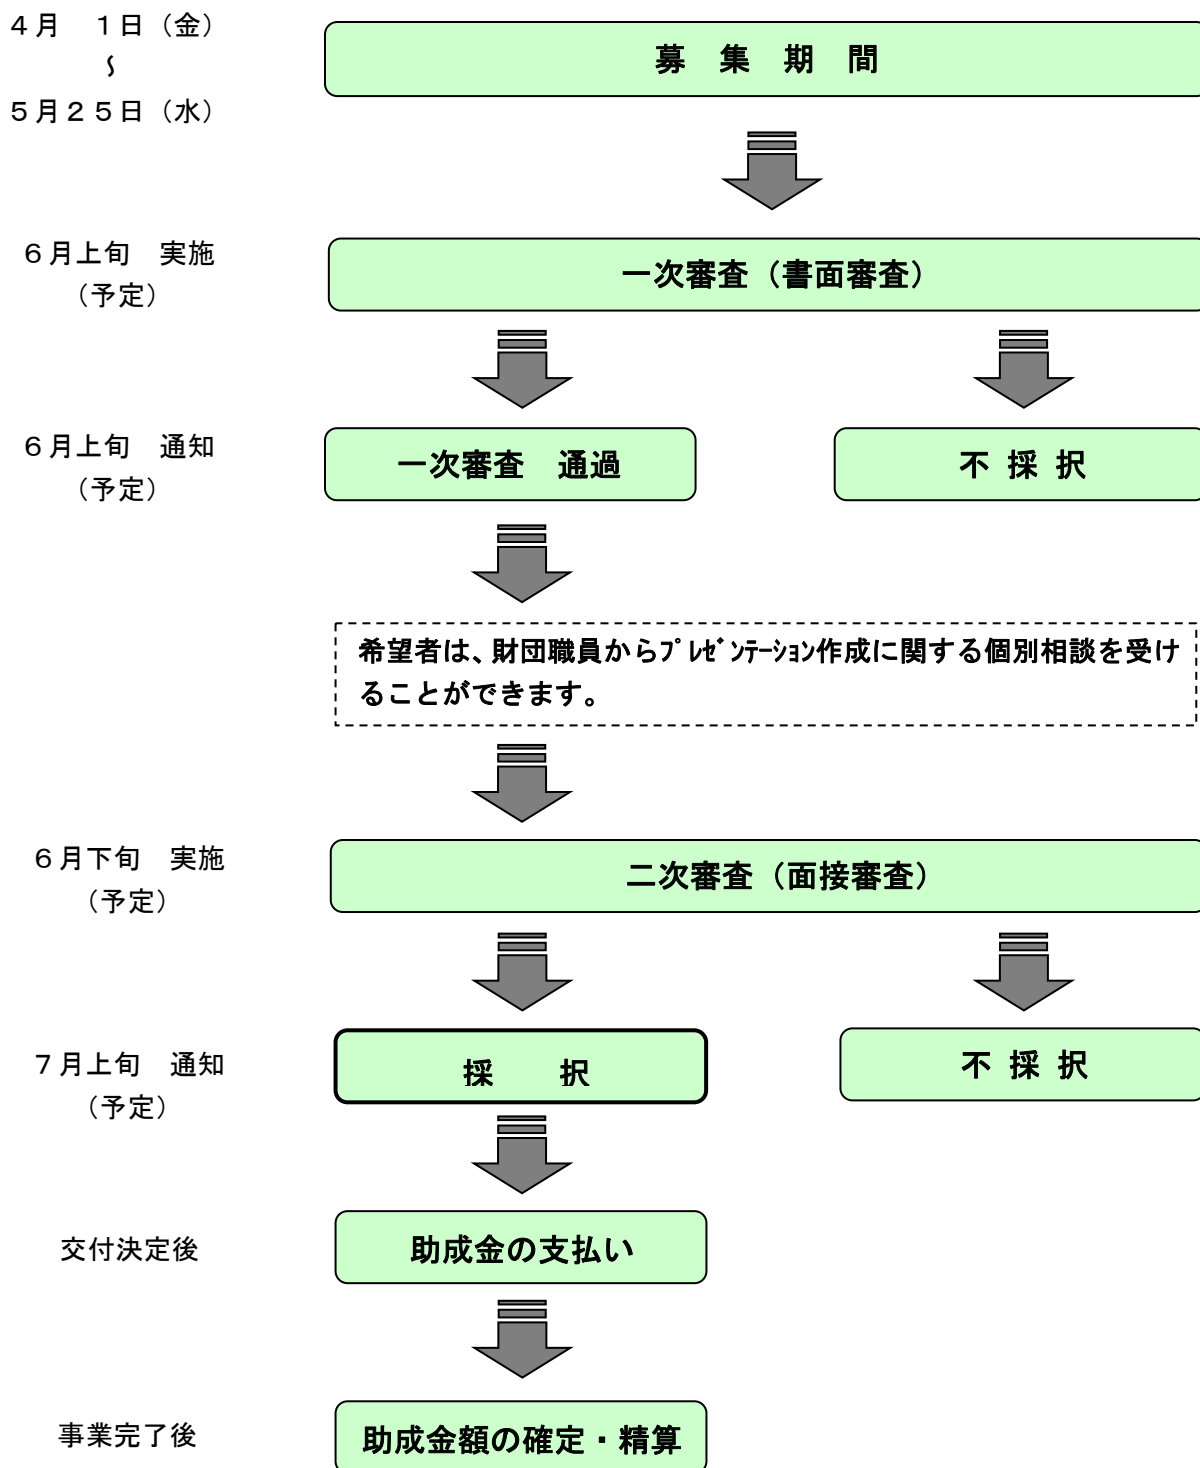 ４月　１日（金）
～
５月２５日（水）
募　集　期　間
６月上旬　実施
（予定）
一次審査（書面審査）
６月上旬　通知
（予定）
一次審査　通過
不 採 択
希望者は、財団職員からﾌﾟﾚｾﾞﾝﾃｰｼｮﾝ作成に関する個別相談を受け
ることができます。
６月下旬　実施
（予定）
二次審査（面接審査）
７月上旬　通知
（予定）
採　　択
不 採 択
交付決定後
助成金の支払い
事業完了後
助成金額の確定・精算